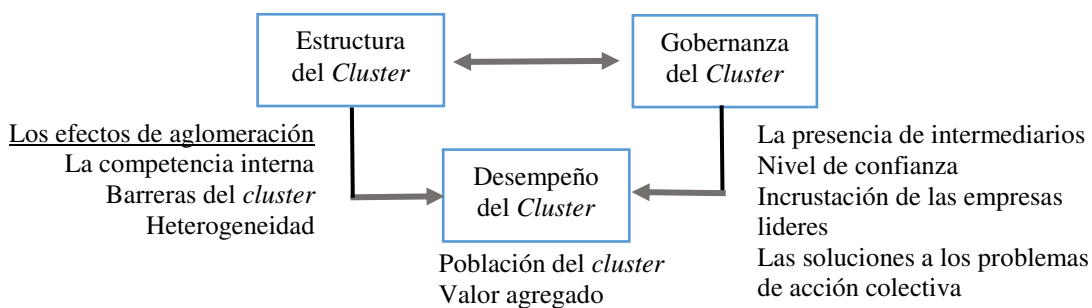 Estructura
del Cluster
Gobernanza
del Cluster
Los efectos de aglomeración
La competencia interna
Barreras del cluster
Heterogeneidad
Desempeño
del Cluster
Población del cluster
Valor agregado
La presencia de intermediarios
Nivel de confianza
Incrustación de las empresas
lideres
Las soluciones a los problemas
de acción colectiva